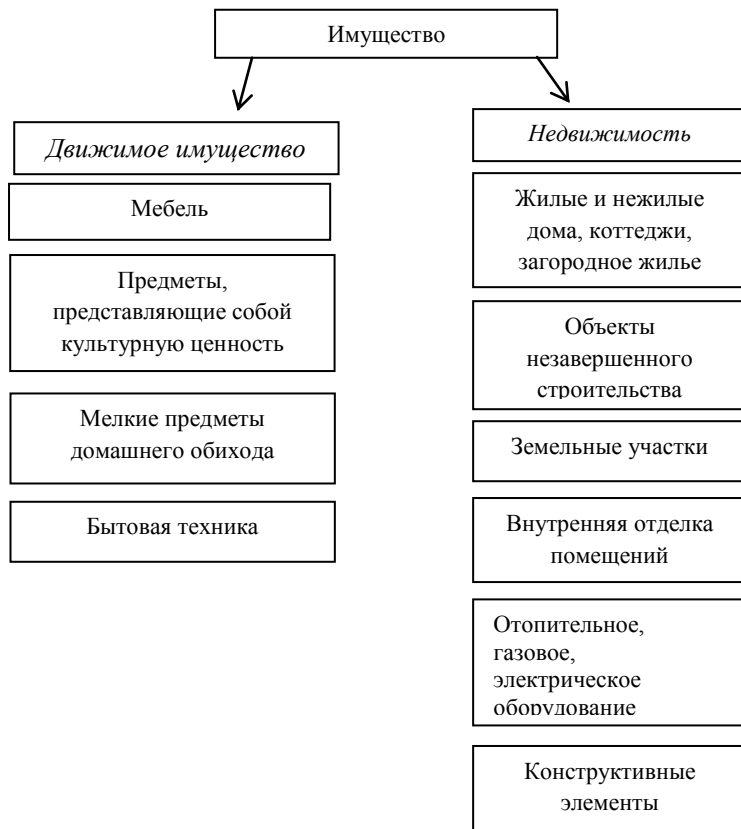 Имущество
Движимое имущество
Мебель
Предметы,
представляющие собой
культурную ценность
Мелкие предметы
домашнего обихода
Бытовая техника
Недвижимость
Жилые и нежилые
дома, коттеджи,
загородное жилье
Объекты
незавершенного
строительства
Земельные участки
Внутренняя отделка
помещений
Отопительное,
газовое,
электрическое
оборудование
Конструктивные
элементы